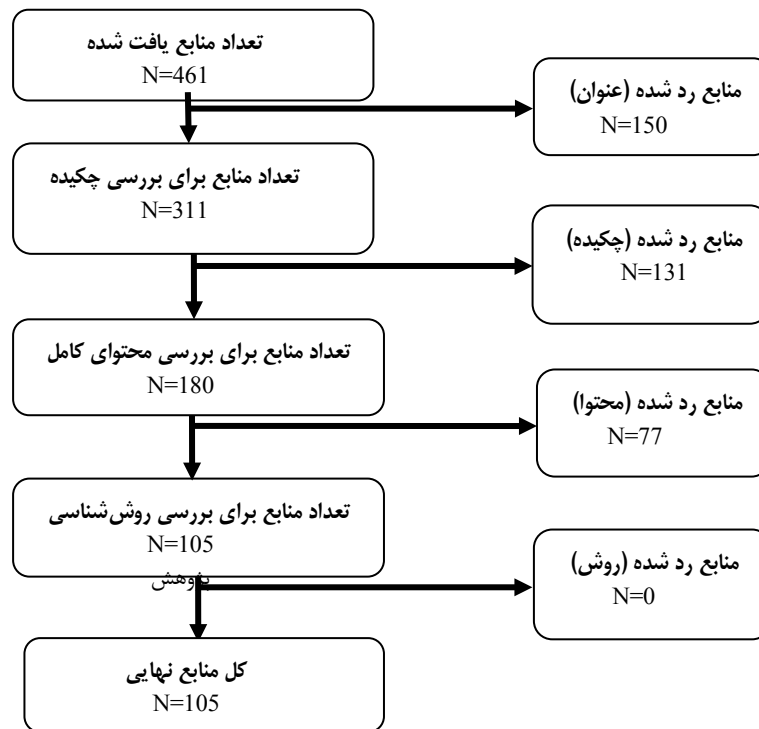 تعداد منابع یافت شده
N=461
منابع رد شده (عنوان)
N=150
تعداد منابع برای بررسی چکیده
N=311
منابع رد شده (چکیده)
N=131
تعداد منابع برای بررسی محتوای کامل
N=180
منابع رد شده (محتوا)
N=77
تعداد منابع برای بررسی روش‌شناسی
N=105
پژوهش
منابع رد شده (روش)
N=0
کل منابع نهایی
N=105